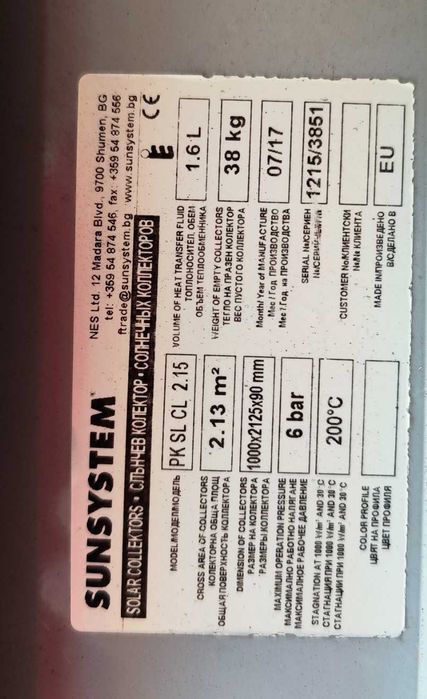 SUNSYSTEM
NES Ltd. 12 Madara Blvd., 9700 Shumen, BG
tel: +359 54 874 546, fax: +359 54 874 556
ftrade@sunsystem.bg www.sunsystem.bg
SOLAR COLLEKTORS · СЛЪНЧЕВ КОЛЕКТОР · СОЛНЕЧНЫХ КОЛЛЕКТОРОВ
E CE
MODEL/МОДЕЛ/МОДЕЛЬ
PK SL CL 2.15
CROSS AREA OF COLLECTORS
КОЛЕКТОРНА ОБЩА ПЛОЩ
ОБЩАЯ ПОВЕРХНОСТЬ КОЛЛЕКТОРА
2.13 m²
DIMENSION OF COLLECTORS
РАЗМЕР НА КОЛЕКТОРА
РАЗМЕРЫ КОЛЛЕКТОРА
1000x2125x90 mm
MAXIMUM OPERATION PRESSURE
МАКСИМАЛНО РАБОТНО НАЛЯГАНЕ
МАКСИМАЛЬНОЕ РАБОЧЕЕ ДАВЛЕНИЕ
6 bar
STAGNATION AT 1000 W/m² AND 30°C
СТАГНАЦИЯ ПРИ 1000 W/m² AND 30°C
СТАГНАЦИИ ПРИ 1000 W/m² AND 30°C
200°C
COLOR PROFILE
ЦВЯТ НА ПРОФИЛА
ЦВЕТ ПРОФИЛЯ
VOLUME OF HEAT TRANSFER FLUID
ТОПЛОНОСИТЕЛ ОБЕМ
ОБЪЕМ ТЕПЛООБМЕННИКА
1.6 L
WEIGHT OF EMPTY COLLECTORS
ТЕГЛО НА ПРАЗЕН КОЛЕКТОР
ВЕС ПУСТОГО КОЛЛЕКТОРА
38 kg
Month/ Year of MANUFACTURE
Мес / Год ПРОИЗВОДСТВО
Мес / Год на ПРОИЗВОДСТВА
07/17
SERIAL №/СЕРИЕН
1215/3851
CUSTOMER №/КЛИЕНТСКИ
№/№ КЛИЕНТА
MADE IN/ПРОИЗВЕДЕНО
В/СДЕЛАНО В
EU